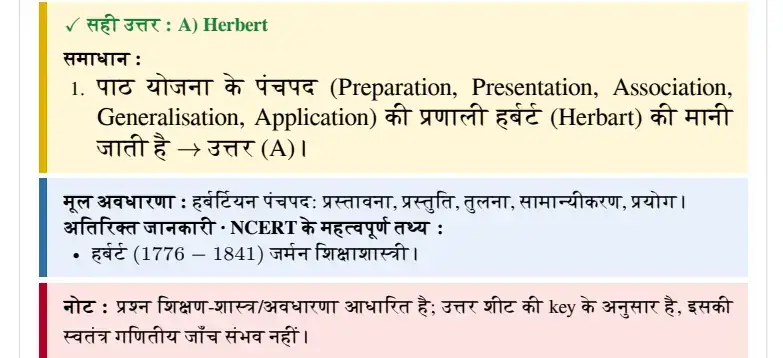 ✓ सही उत्तर : A) Herbert
समाधान :
1. पाठ योजना के पंचपद (Preparation, Presentation, Association,
Generalisation, Application) की प्रणाली हर्बर्ट (Herbart) की मानी
जाती है → उत्तर (A)।
मूल अवधारणा : हर्बर्टियन पंचपद: प्रस्तावना, प्रस्तुति, तुलना, सामान्यीकरण, प्रयोग।
अतिरिक्त जानकारी · NCERT के महत्वपूर्ण तथ्य :
• हर्बर्ट (1776 – 1841) जर्मन शिक्षाशास्त्री।
नोट : प्रश्न शिक्षण-शास्त्र/अवधारणा आधारित है; उत्तर शीट की key के अनुसार है, इसकी
स्वतंत्र गणितीय जाँच संभव नहीं।